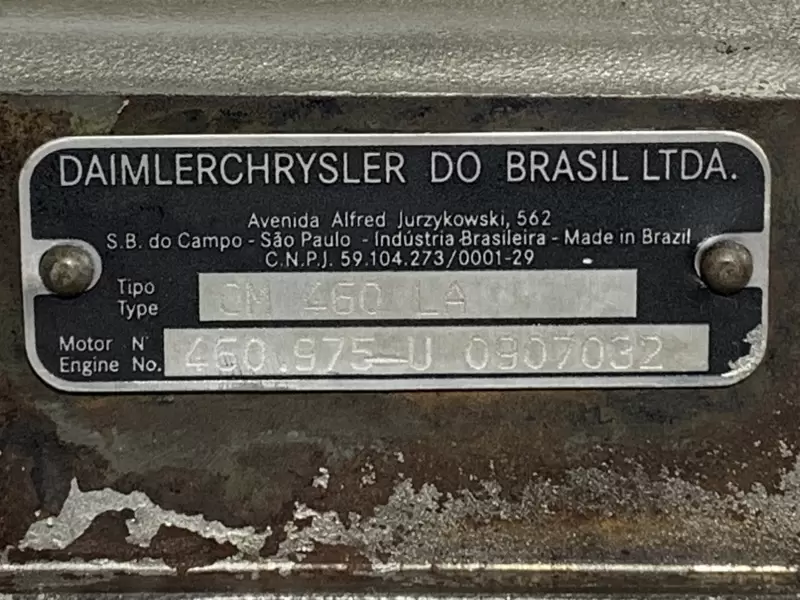 DAIMLERCHRYSLER DO BRASIL LTDA.
Avenida Alfred Jurzykowski, 562
S.B. do Campo - São Paulo - Indústria Brasileira - Made in Brazil
C.N.P.J. 59.104.273/0001-29
Tipo
Type OM 460 LA
Motor N°
Engine No. 460.975-U 0907032